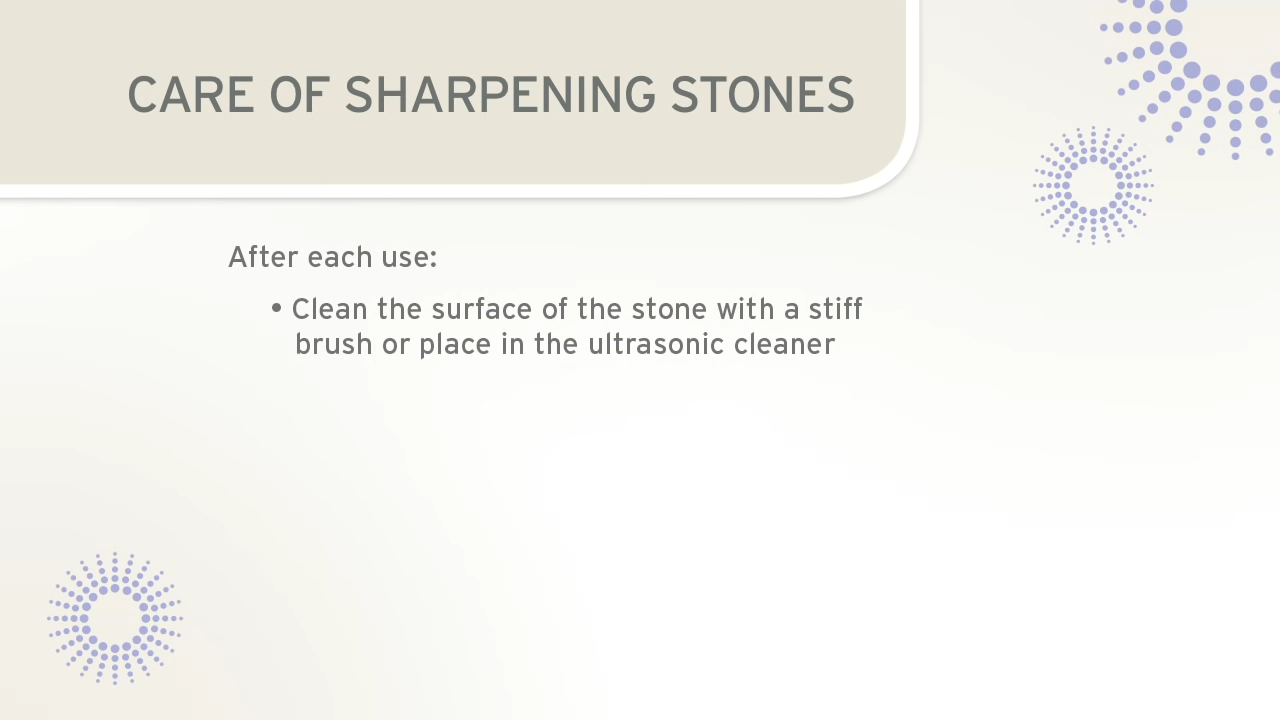 CARE OF SHARPENING STONES
After each use:
• Clean the surface of the stone with a stiff
brush or place in the ultrasonic cleaner